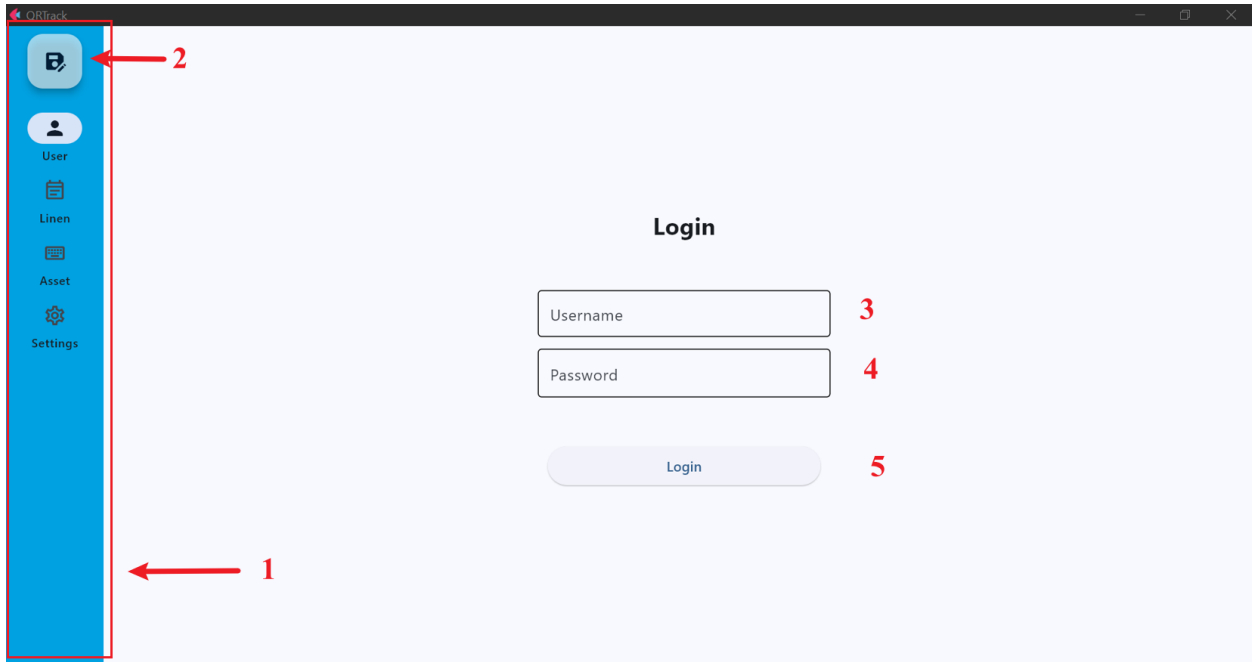 QRTrack
2
User
Linen
Asset
Settings
Login
Username
3
Password
4
Login
5
1